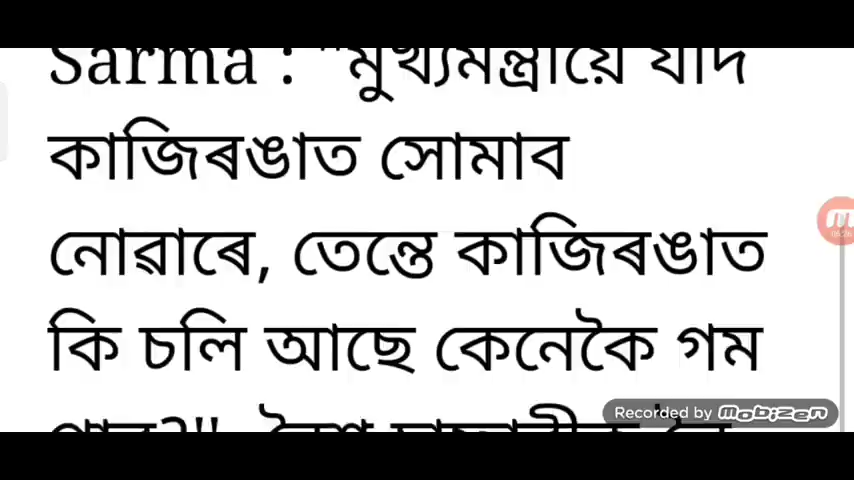 Sarma : "মুখ্যমন্ত্ৰীয়ে যদি
কাজিৰঙাত সোমাব
নোৱাৰে, তেন্তে কাজিৰঙাত
কি চলি আছে কেনেকৈ গম
Recorded by Mobizen